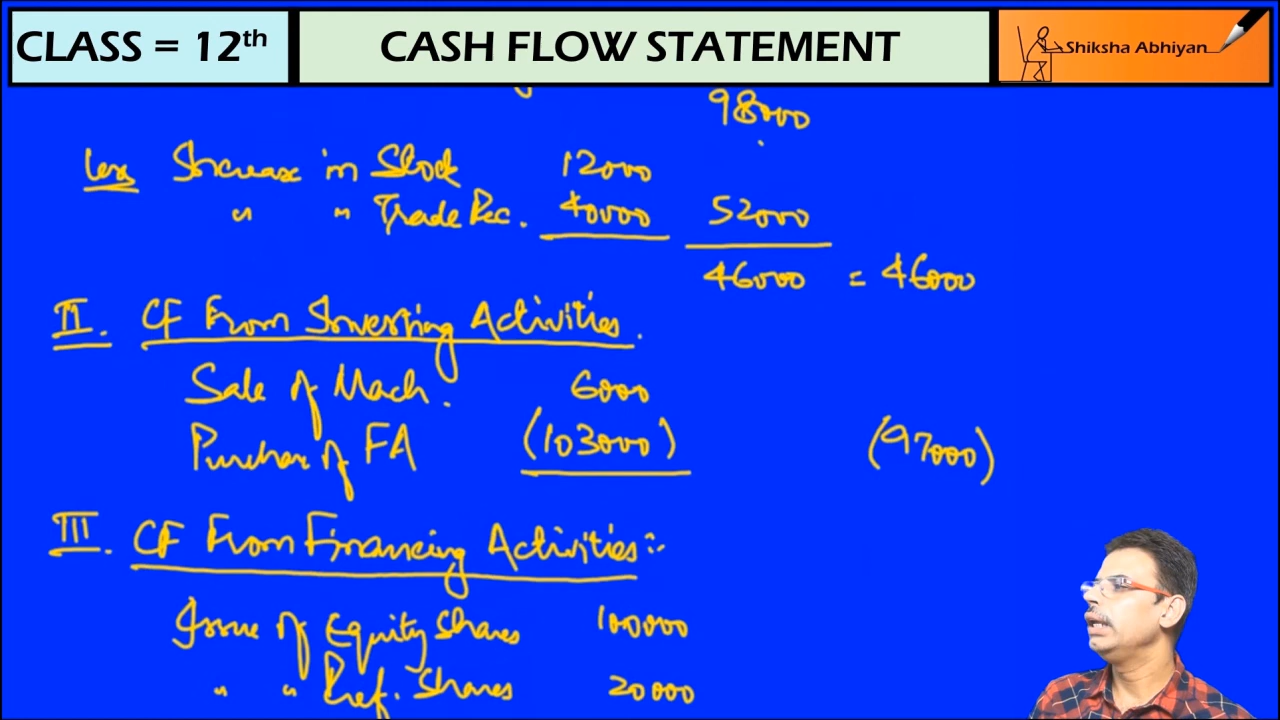 CLASS = 12th
CASH FLOW STATEMENT
Shiksha Abhiyan
98000
Less Increase in Stock 12000
" " Trade Rec. 40000 52000
46000 = 46000
II. CF From Investing Activities.
Sale of Mach. 6000
Purchase of FA (103000) (97000)
III. CF From Financing Activities :-
Issue of Equity Shares 100000
" " Pref. Shares 20000